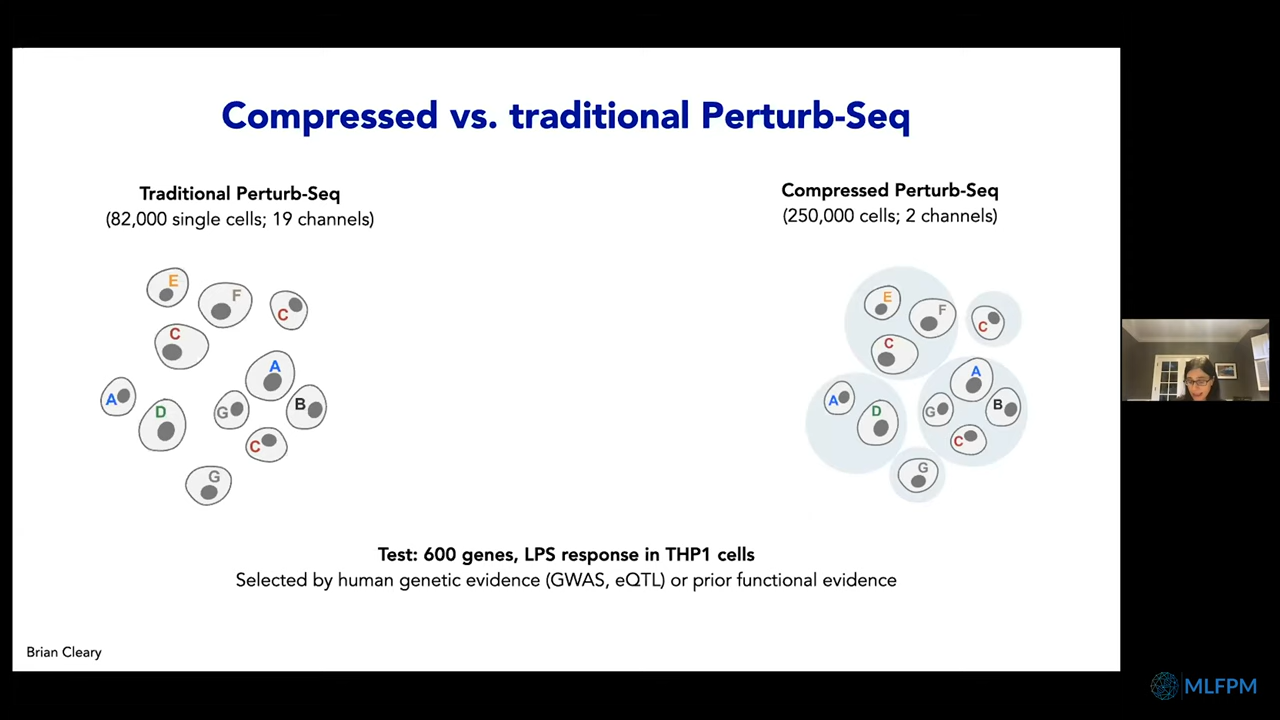 Compressed vs. traditional Perturb-Seq
Traditional Perturb-Seq
(82,000 single cells; 19 channels)
E
F
C
C
A
A
B
D
G
C
G
Compressed Perturb-Seq
(250,000 cells; 2 channels)
E
F
C
C
A
A
B
D
G
C
G
Test: 600 genes, LPS response in THP1 cells
Selected by human genetic evidence (GWAS, eQTL) or prior functional evidence
Brian Cleary
MLFPM